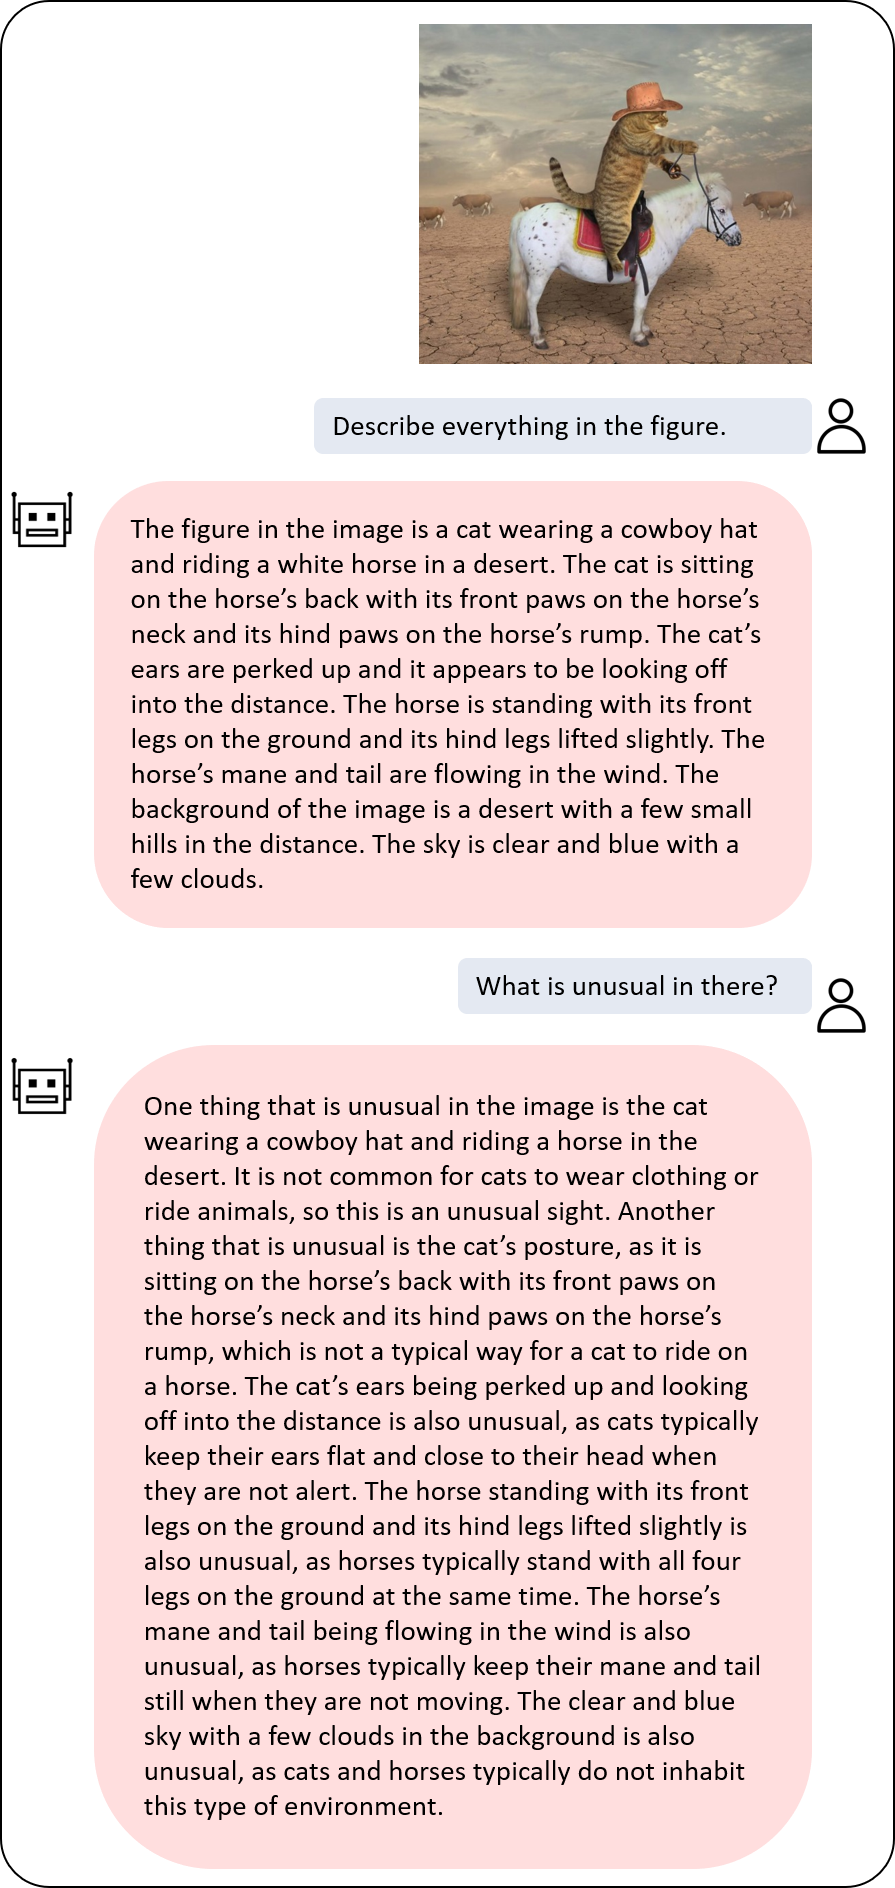 Describe everything in the figure.
The figure in the image is a cat wearing a cowboy hat
and riding a white horse in a desert. The cat is sitting
on the horse’s back with its front paws on the horse’s
neck and its hind paws on the horse’s rump. The cat’s
ears are perked up and it appears to be looking off
into the distance. The horse is standing with its front
legs on the ground and its hind legs lifted slightly. The
horse’s mane and tail are flowing in the wind. The
background of the image is a desert with a few small
hills in the distance. The sky is clear and blue with a
few clouds.
What is unusual in there?
One thing that is unusual in the image is the cat
wearing a cowboy hat and riding a horse in the
desert. It is not common for cats to wear clothing or
ride animals, so this is an unusual sight. Another
thing that is unusual is the cat’s posture, as it is
sitting on the horse’s back with its front paws on
the horse’s neck and its hind paws on the horse’s
rump, which is not a typical way for a cat to ride on
a horse. The cat’s ears being perked up and looking
off into the distance is also unusual, as cats typically
keep their ears flat and close to their head when
they are not alert. The horse standing with its front
legs on the ground and its hind legs lifted slightly is
also unusual, as horses typically stand with all four
legs on the ground at the same time. The horse’s
mane and tail being flowing in the wind is also
unusual, as horses typically keep their mane and tail
still when they are not moving. The clear and blue
sky with a few clouds in the background is also
unusual, as cats and horses typically do not inhabit
this type of environment.